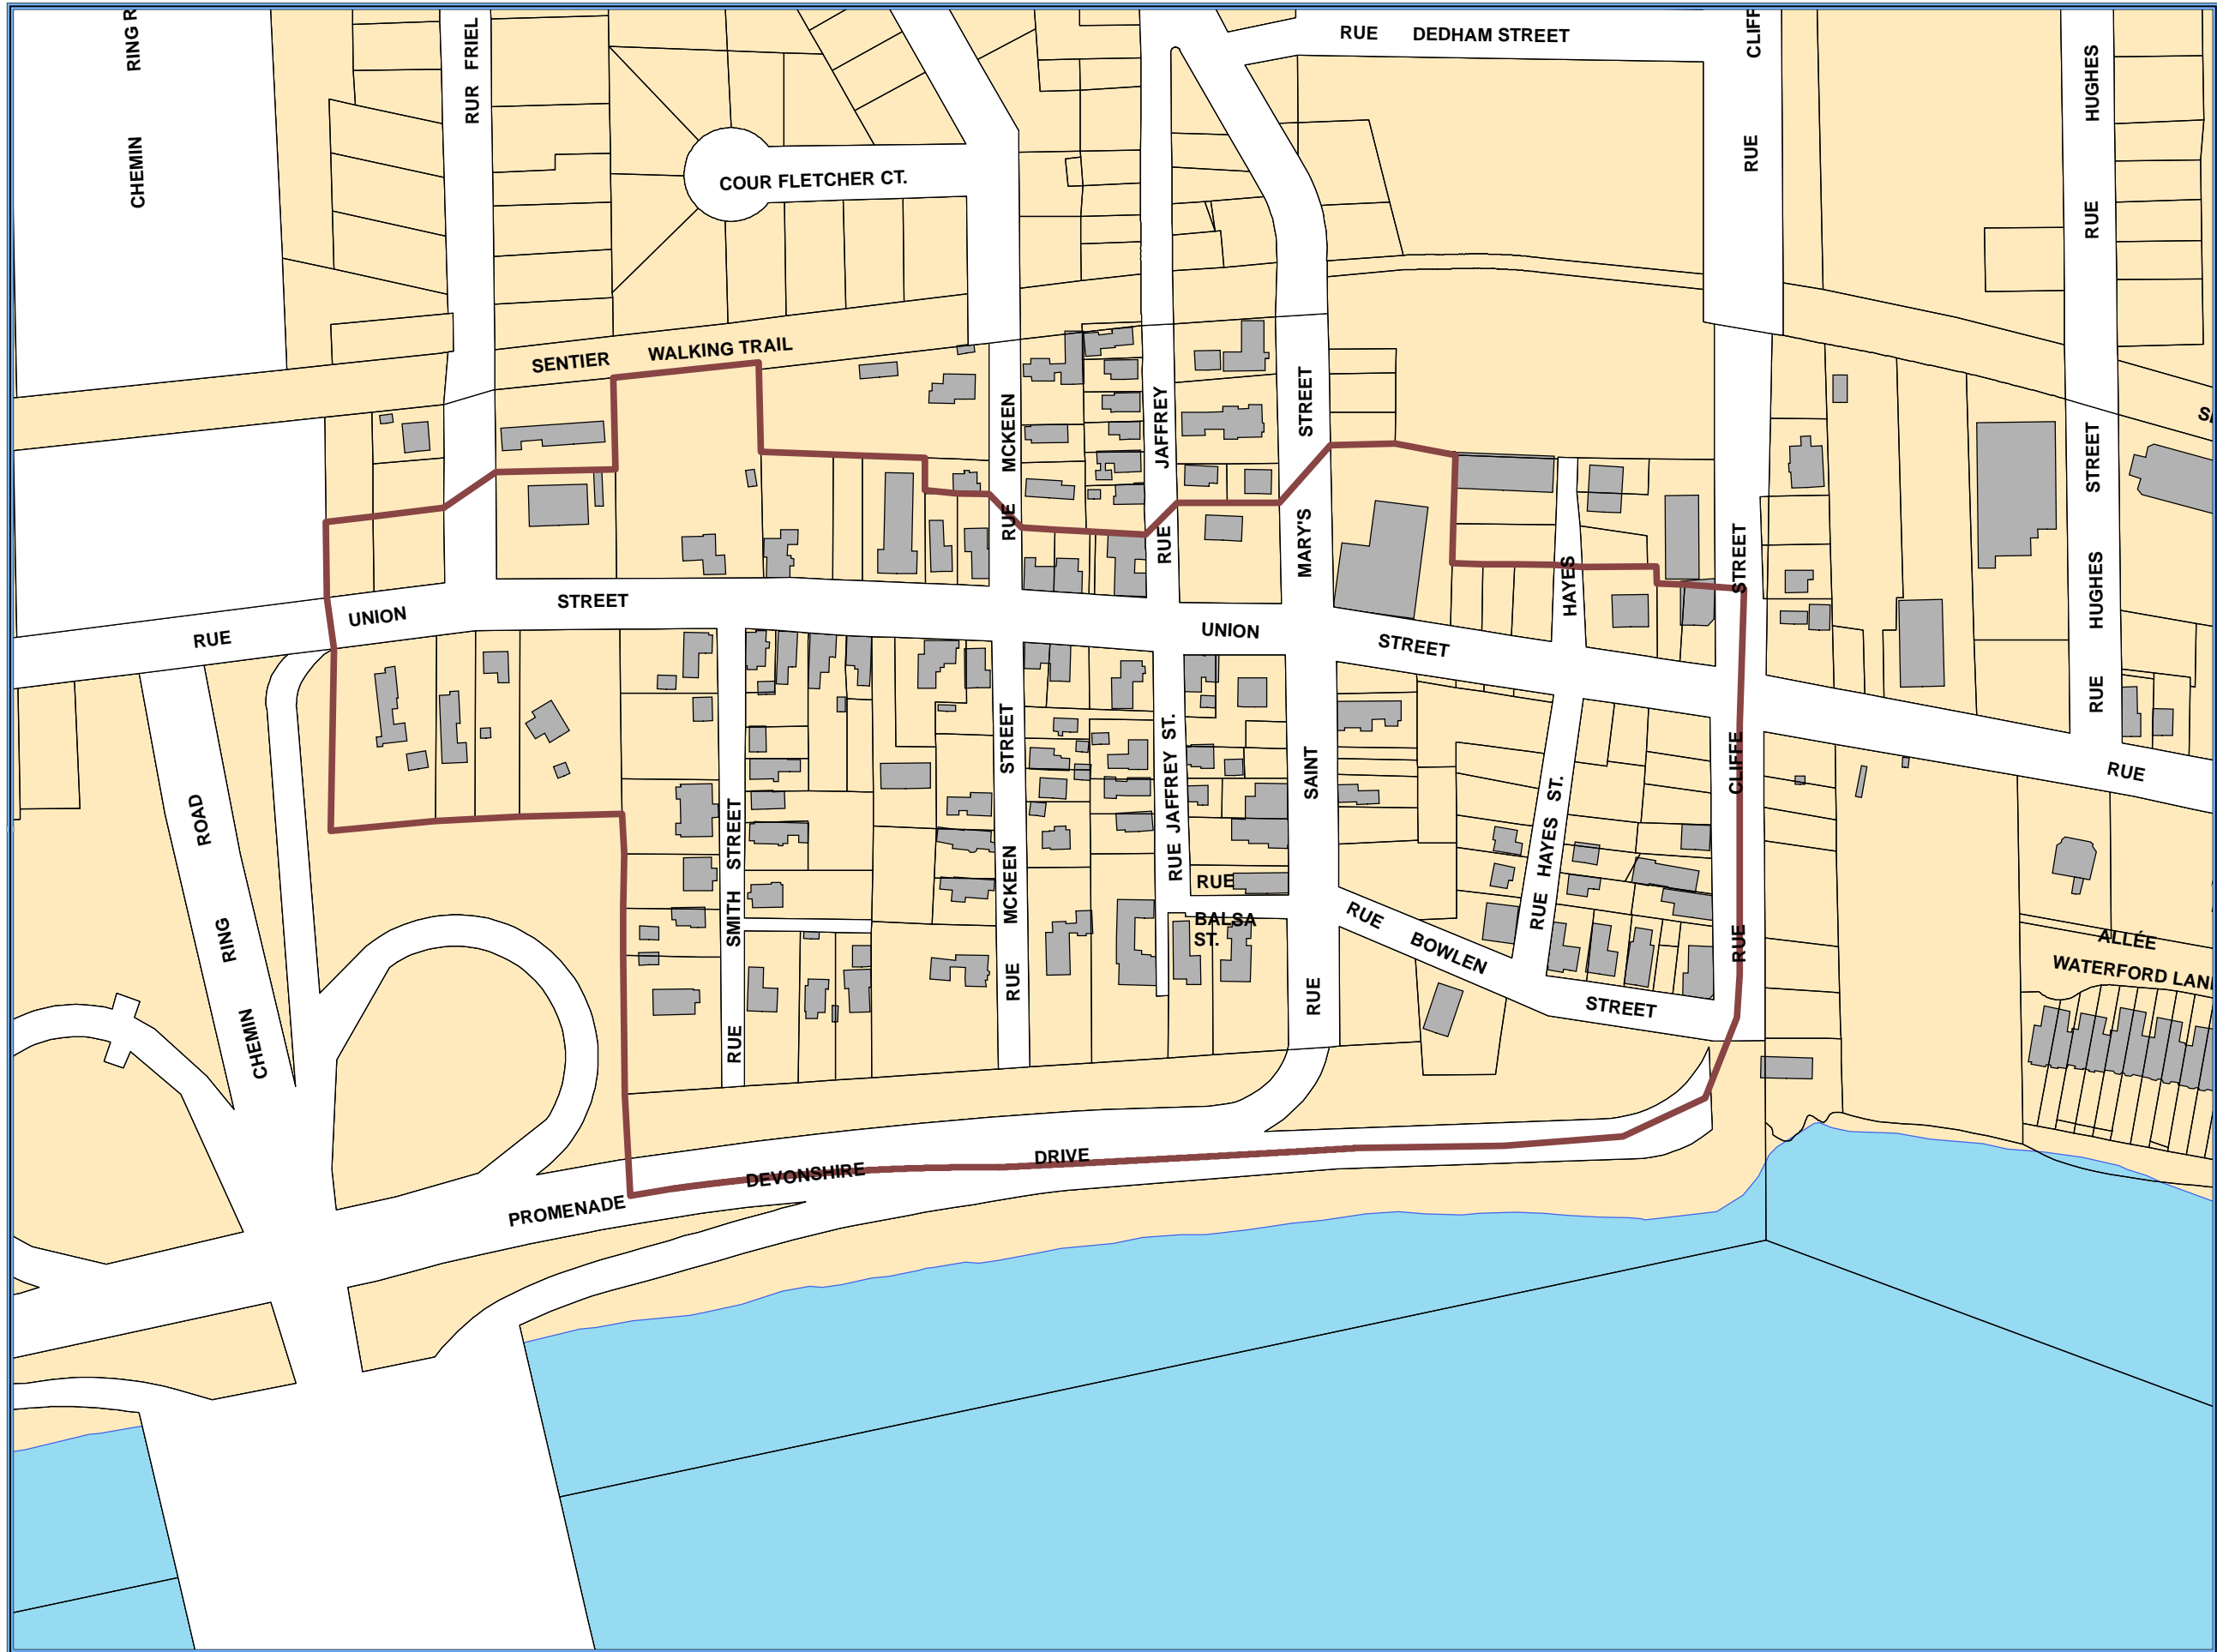 RUE DEDHAM STREET
CHEMIN RING R
RUR FRIEL
RUE CLIFF
RUE HUGHES
COUR FLETCHER CT.
SENTIER WALKING TRAIL
RUE MCKEEN
RUE JAFFREY
MARY'S STREET
HAYES
STREET
RUE HUGHES STREET
RUE UNION STREET
UNION STREET
RUE
CHEMIN RING ROAD
RUE SMITH STREET
RUE MCKEEN STREET
RUE JAFFREY ST.
RUE SAINT
RUE
BALSA
ST.
RUE HAYES ST.
RUE CLIFFE
RUE BOWLEN STREET
ALLÉE
WATERFORD LAN
PROMENADE DEVONSHIRE DRIVE